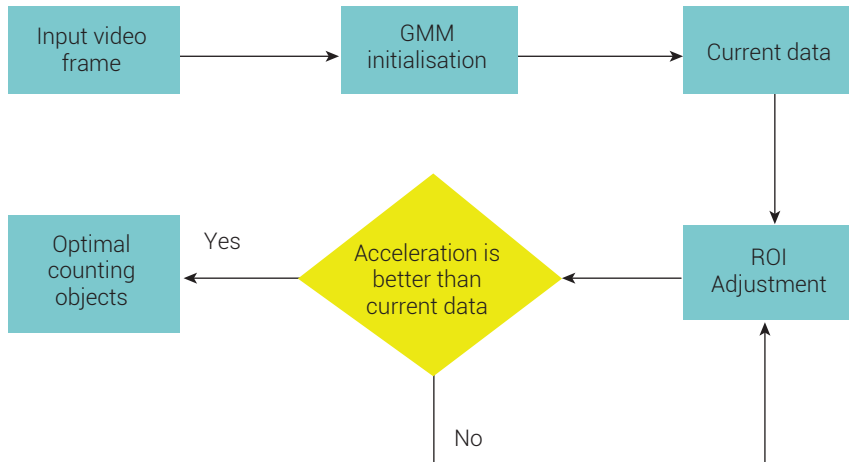 Input video
frame
GMM
initialisation
Current data
ROI
Adjustment
Acceleration is
better than
current data
Yes
Optimal
counting
objects
No